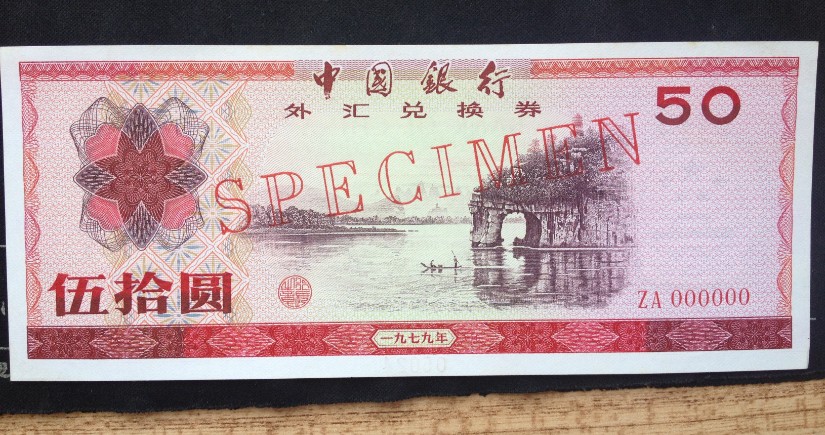 中國銀行
外汇兑换券
50
SPECIMEN
伍拾圆
ZA 000000
一九七九年